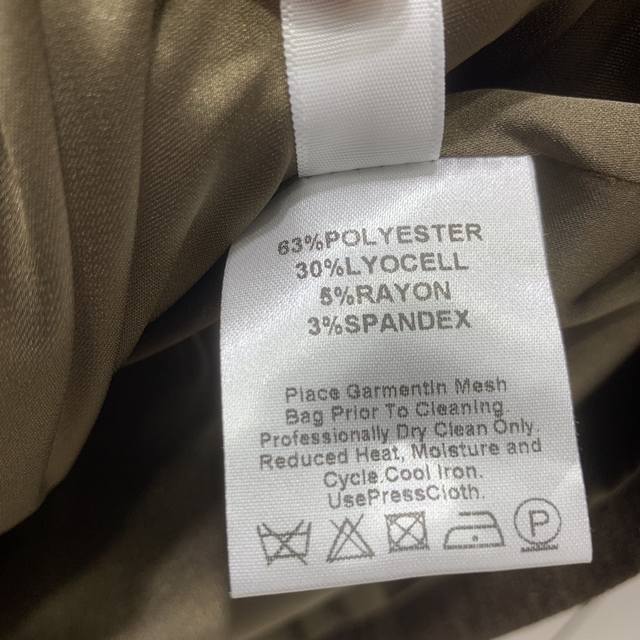 63%POLYESTER
30%LYOCELL
5%RAYON
3%SPANDEX
Place GarmentIn Mesh
Bag Prior To Cleaning
Professionally Dry Clean Only.
Reduced Heat, Moisture and
Cycle.Cool Iron.
UsePressCloth.
P